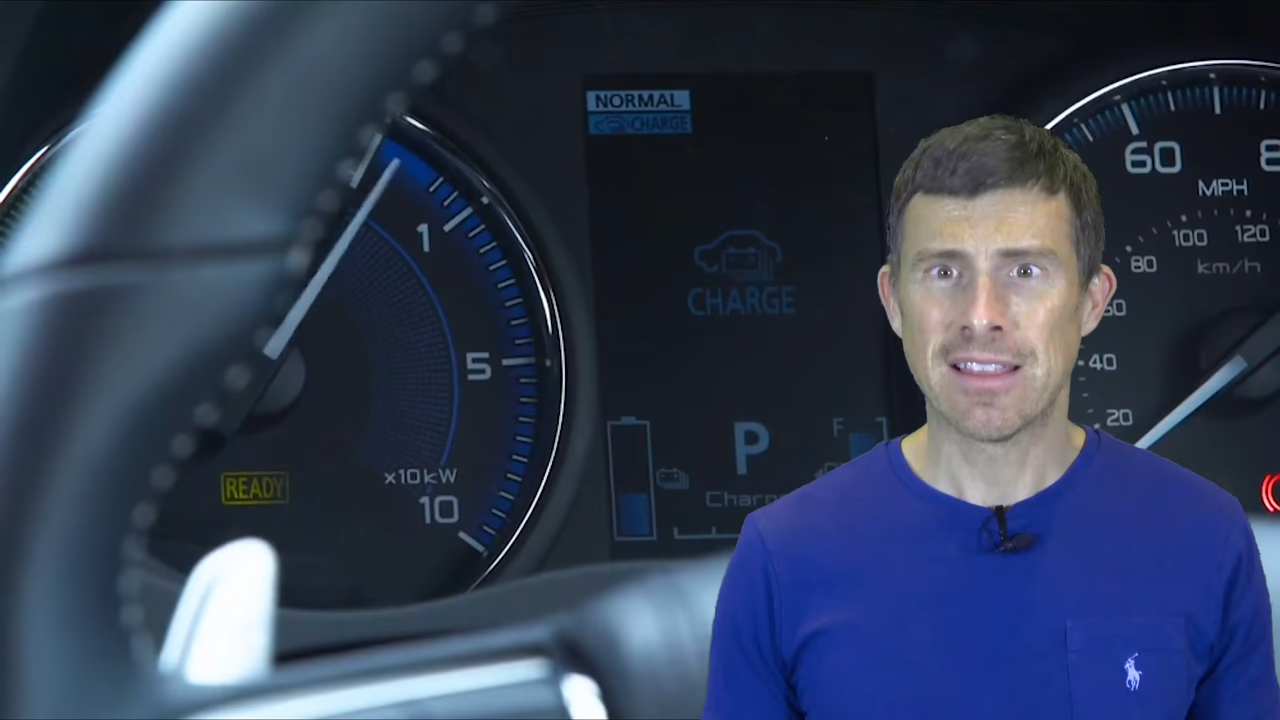 NORMAL
CHARGE
60
MPH
1
100
120
80
km/h
CHARGE
5
40
20
P
F
x10kW
READY
10